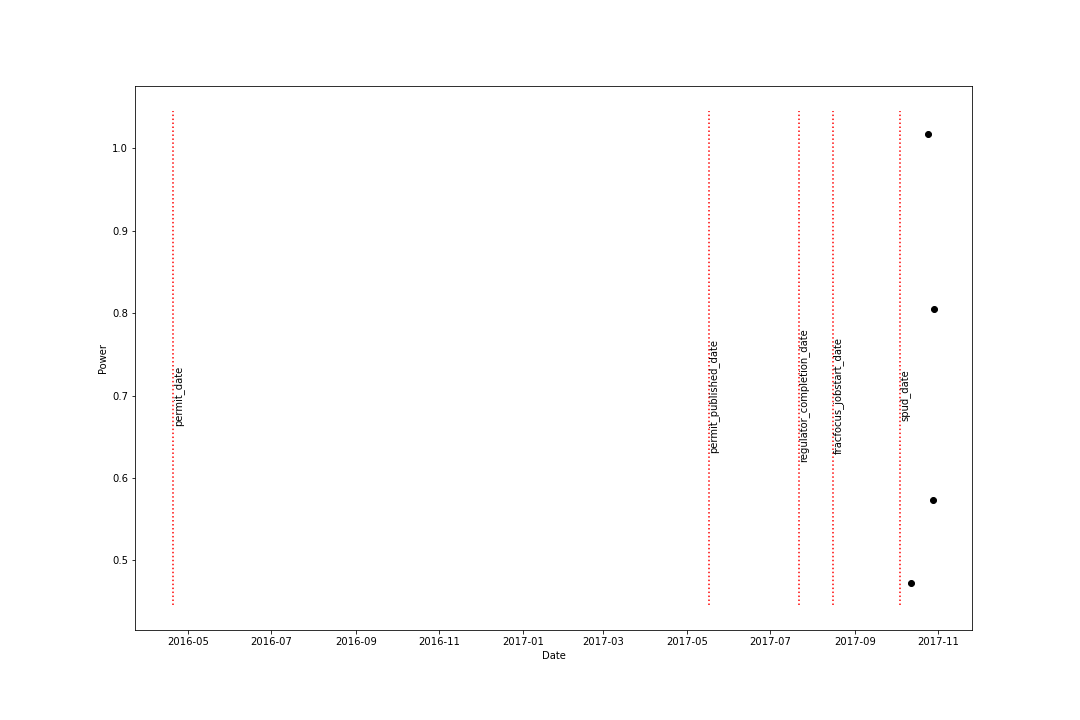 1.0
0.9
0.8
0.7
0.6
0.5
Power
permit_date
permit_published_date
regulator_completion_date
fracfocus_jobstart_date
spud_date
2016-05
2016-07
2016-09
2016-11
2017-01
2017-03
2017-05
2017-07
2017-09
2017-11
Date